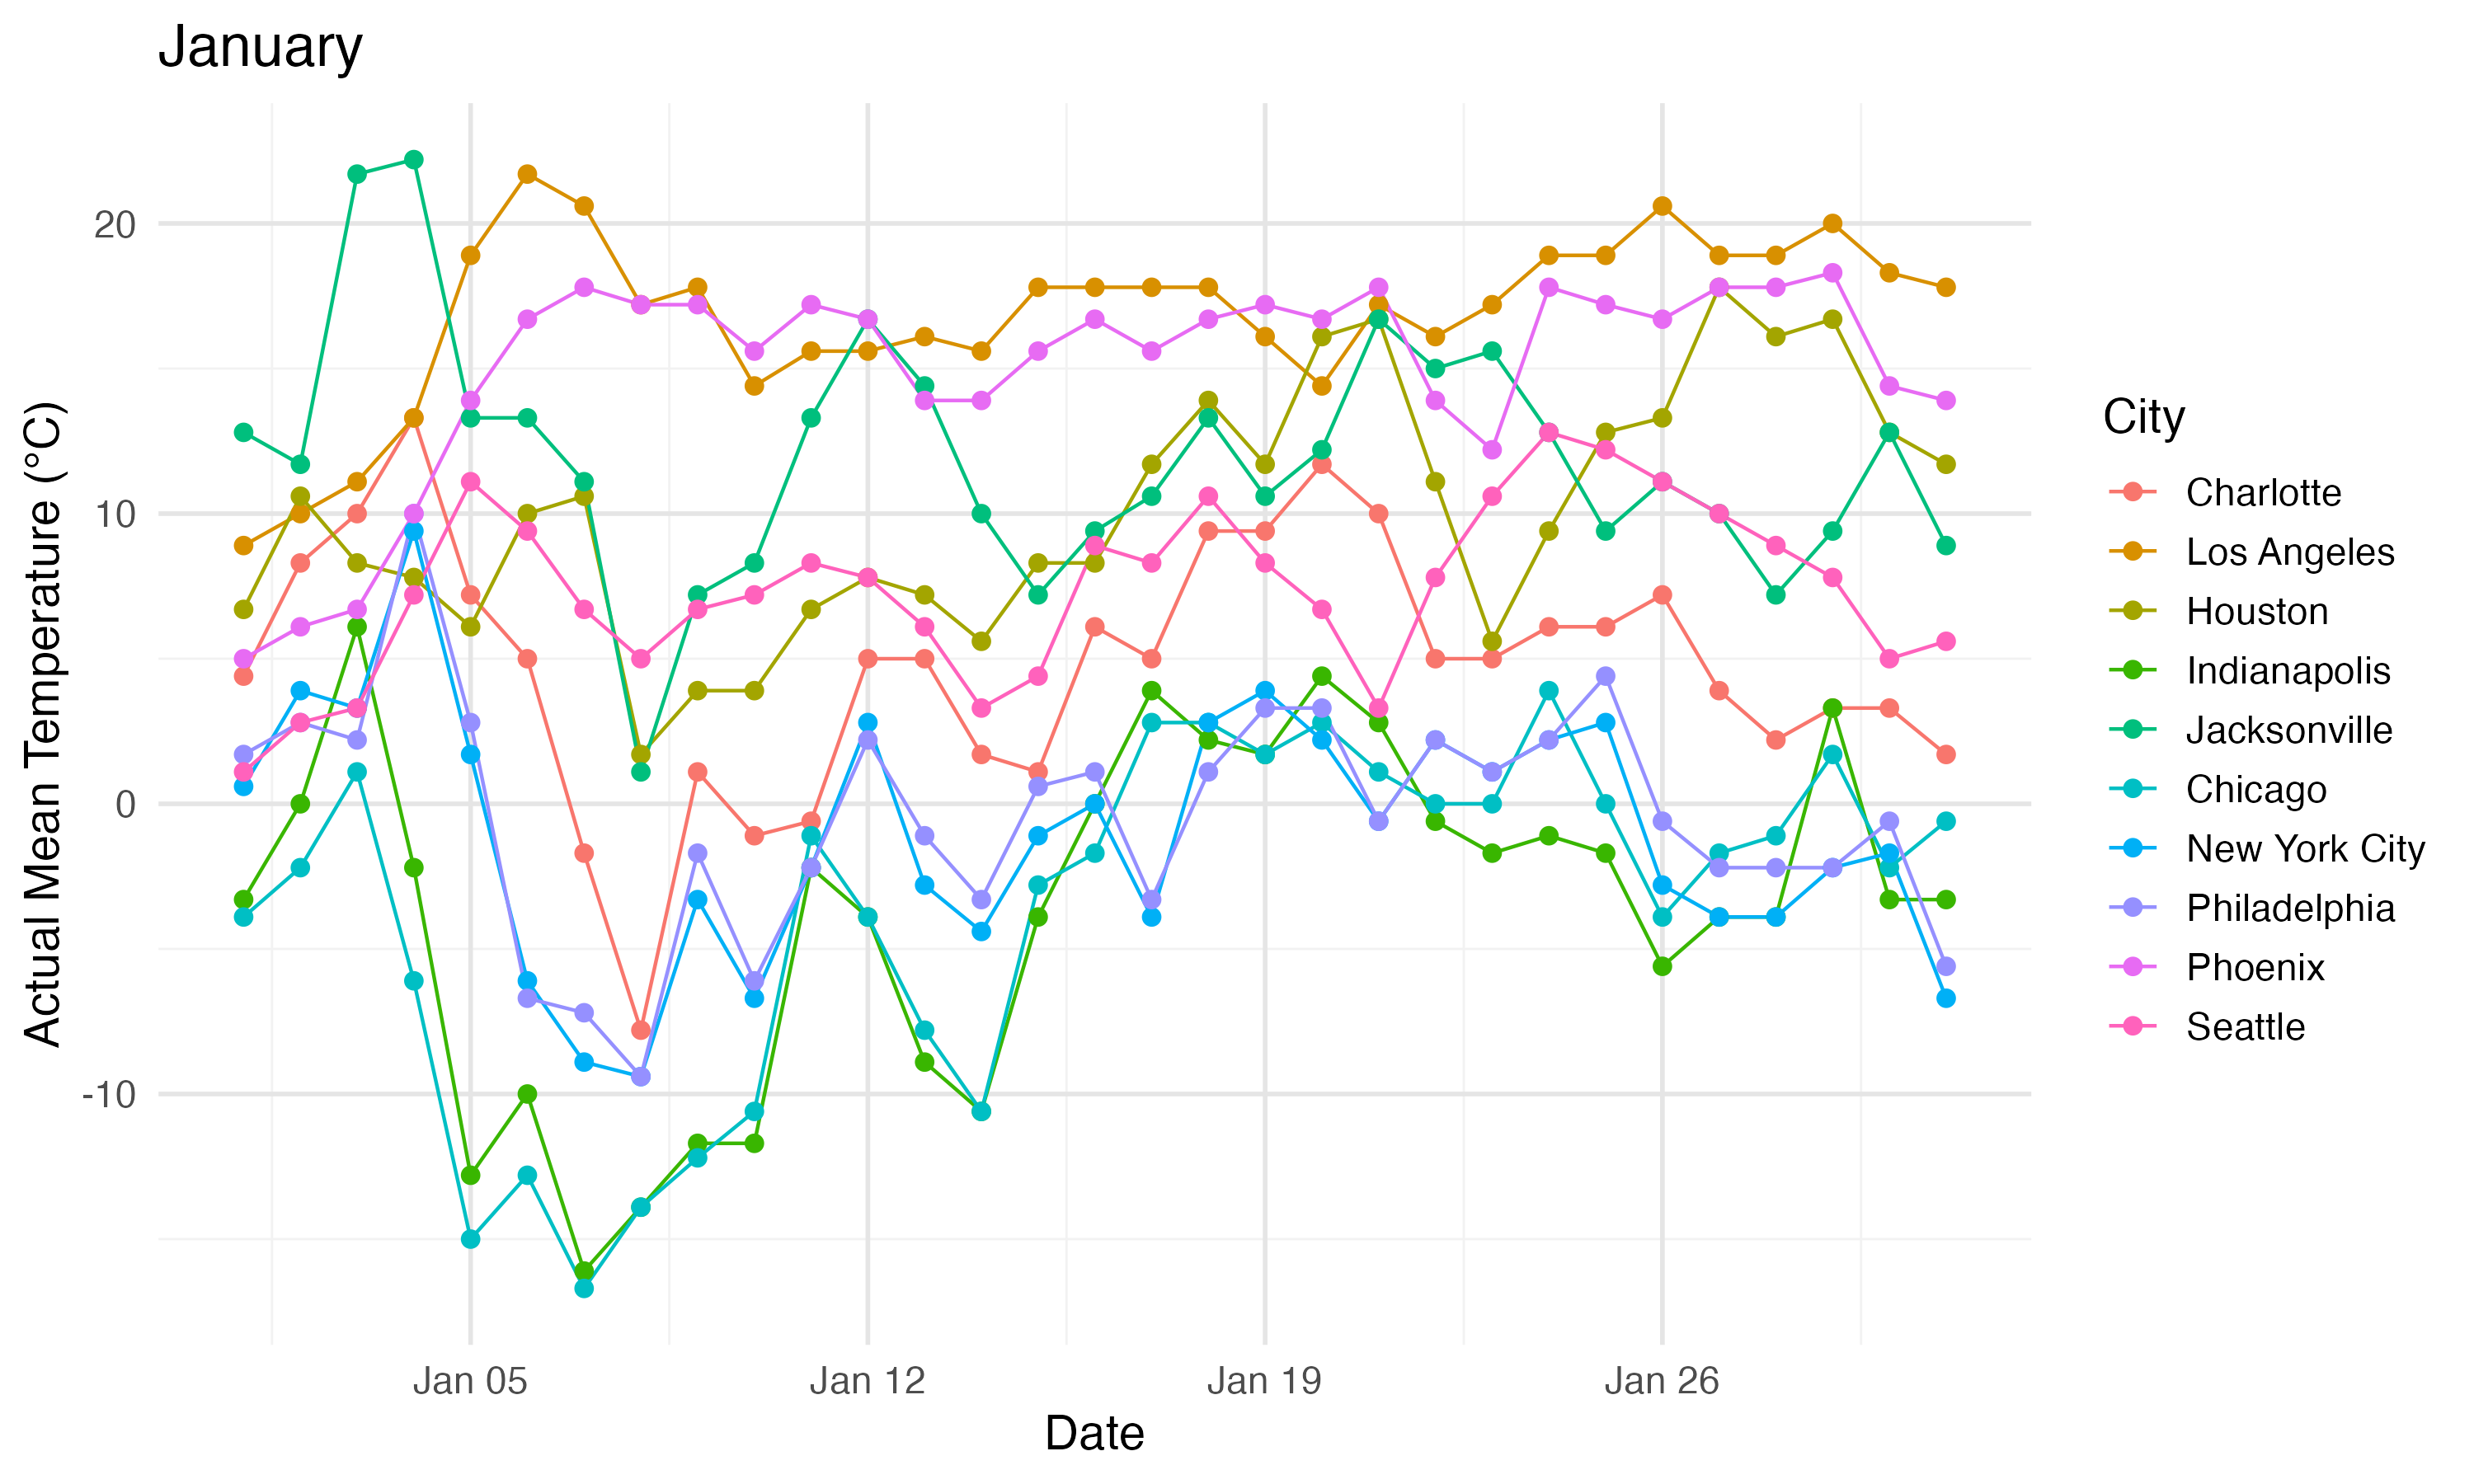 January
Actual Mean Temperature (°C)
20
10
0
-10
Jan 05
Jan 12
Jan 19
Jan 26
Date
City
Charlotte
Los Angeles
Houston
Indianapolis
Jacksonville
Chicago
New York City
Philadelphia
Phoenix
Seattle